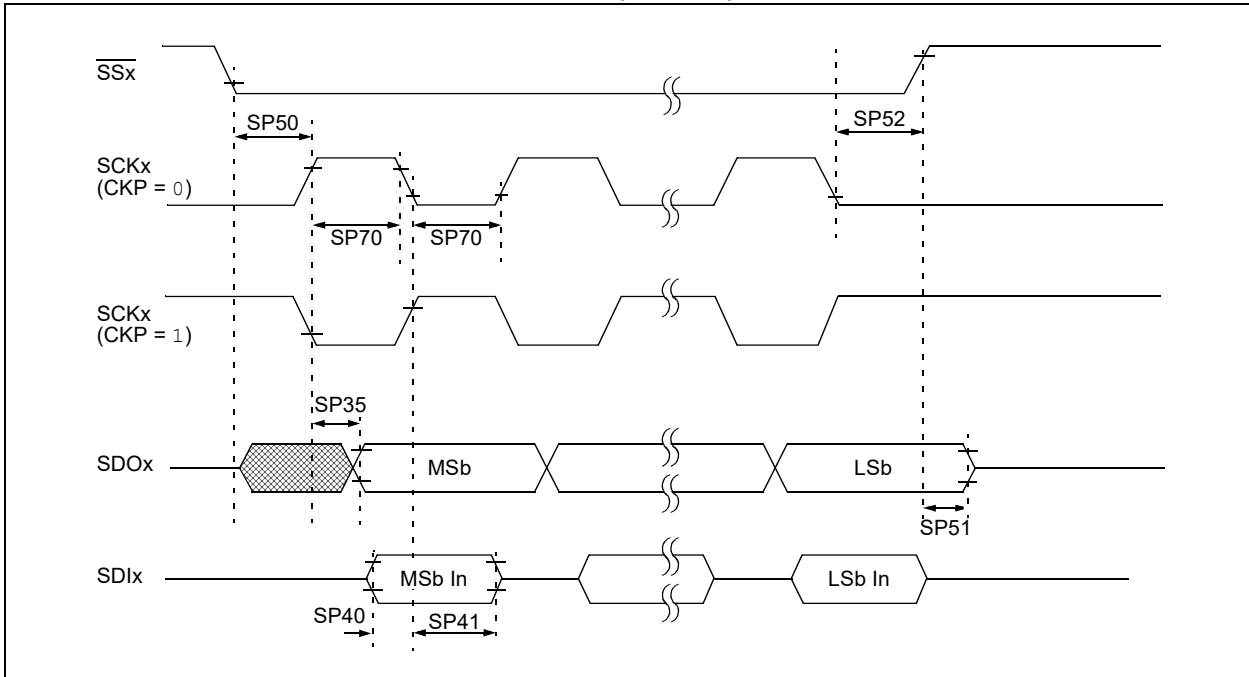 SSx
SP50
SP52
SCKx
(CKP = 0)
SP70
SP70
SCKx
(CKP = 1)
SP35
SDOx
MSb
LSb
SP51
SDIx
MSb In
LSb In
SP40
SP41